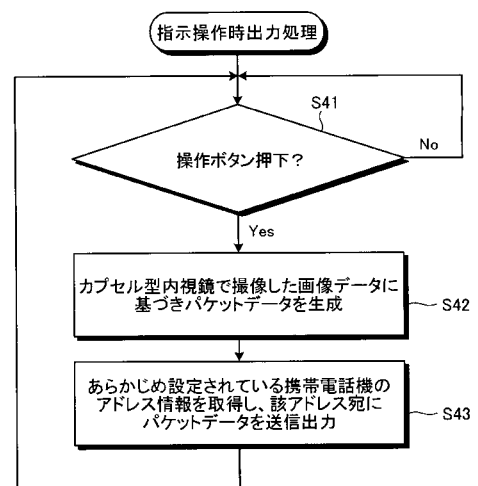 指示操作時出力処理
S41
操作ボタン押下?
No
Yes
カプセル型内視鏡で撮像した画像データに
基づきパケットデータを生成
S42
あらかじめ設定されている携帯電話機の
アドレス情報を取得し、該アドレス宛に
パケットデータを送信出力
S43